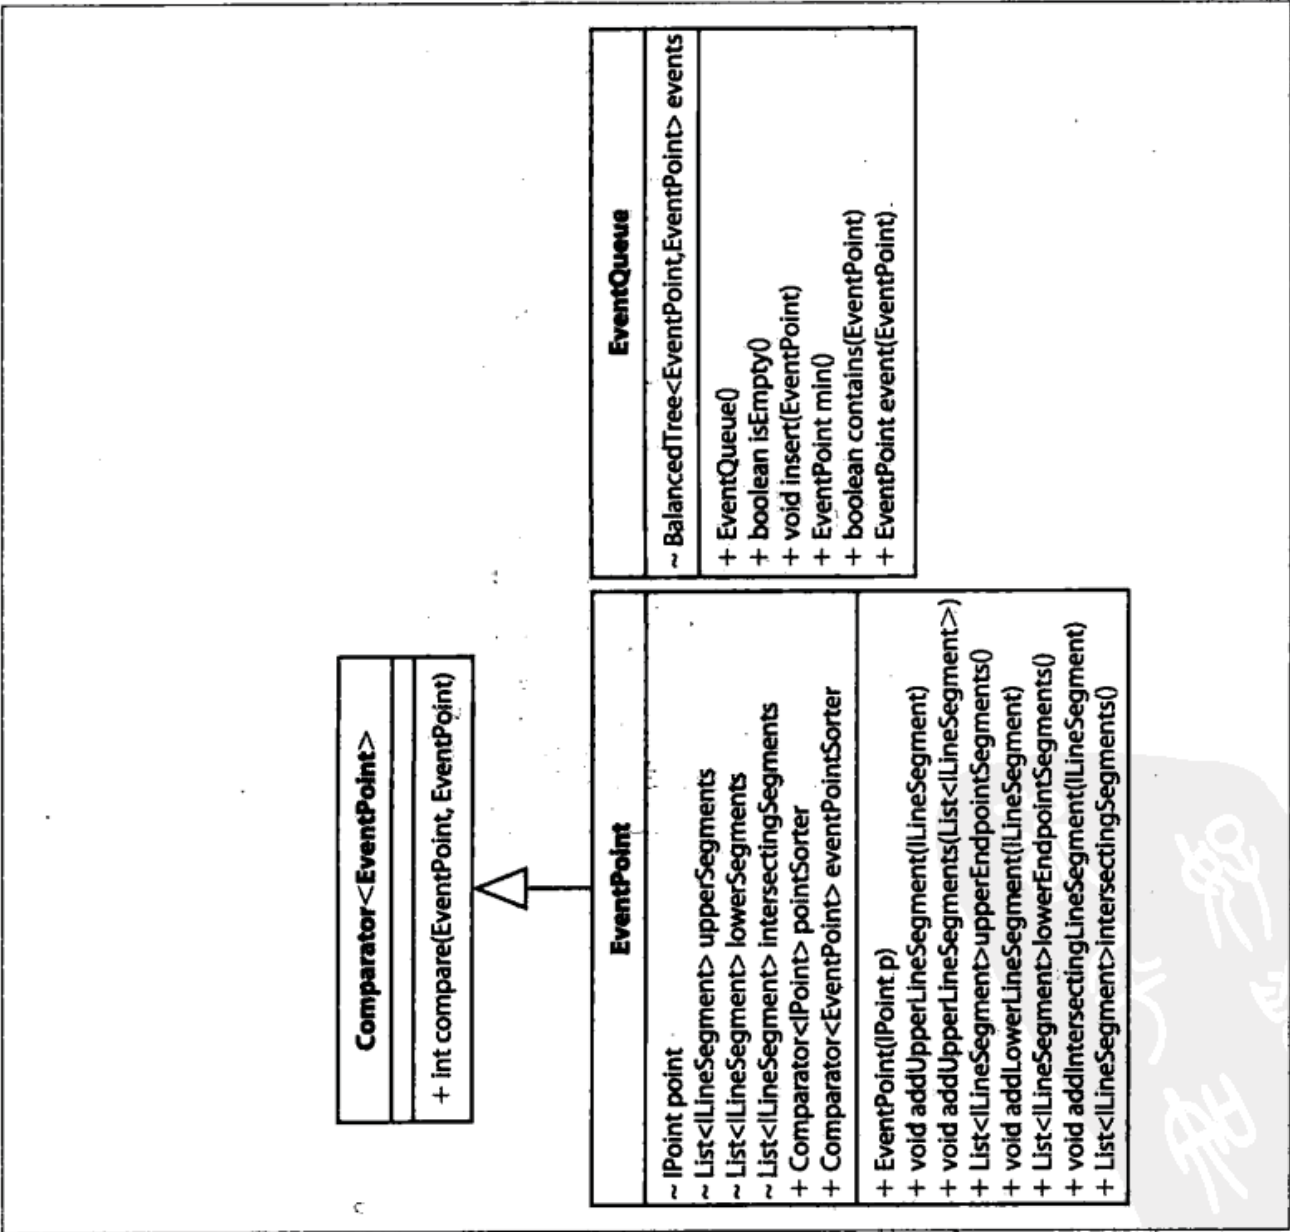 Comparator<EventPoint>
+ int compare(EventPoint, EventPoint)
EventPoint
~ IPoint point
~ List<ILineSegment> upperSegments
~ List<ILineSegment> lowerSegments
~ List<ILineSegment> intersectingSegments
+ Comparator<IPoint> pointSorter
+ Comparator<EventPoint> eventPointSorter
+ EventPoint(IPoint p)
+ void addUpperLineSegment(ILineSegment)
+ void addUpperLineSegments(List<ILineSegment>)
+ List<ILineSegment>upperEndpointSegments()
+ void addLowerLineSegment(ILineSegment)
+ List<ILineSegment>lowerEndpointSegments()
+ void addIntersectingLineSegment(ILineSegment)
+ List<ILineSegment>intersectingSegments()
EventQueue
~ BalancedTree<EventPoint,EventPoint> events
+ EventQueue()
+ boolean isEmpty()
+ void insert(EventPoint)
+ EventPoint min()
+ boolean contains(EventPoint)
+ EventPoint event(EventPoint)